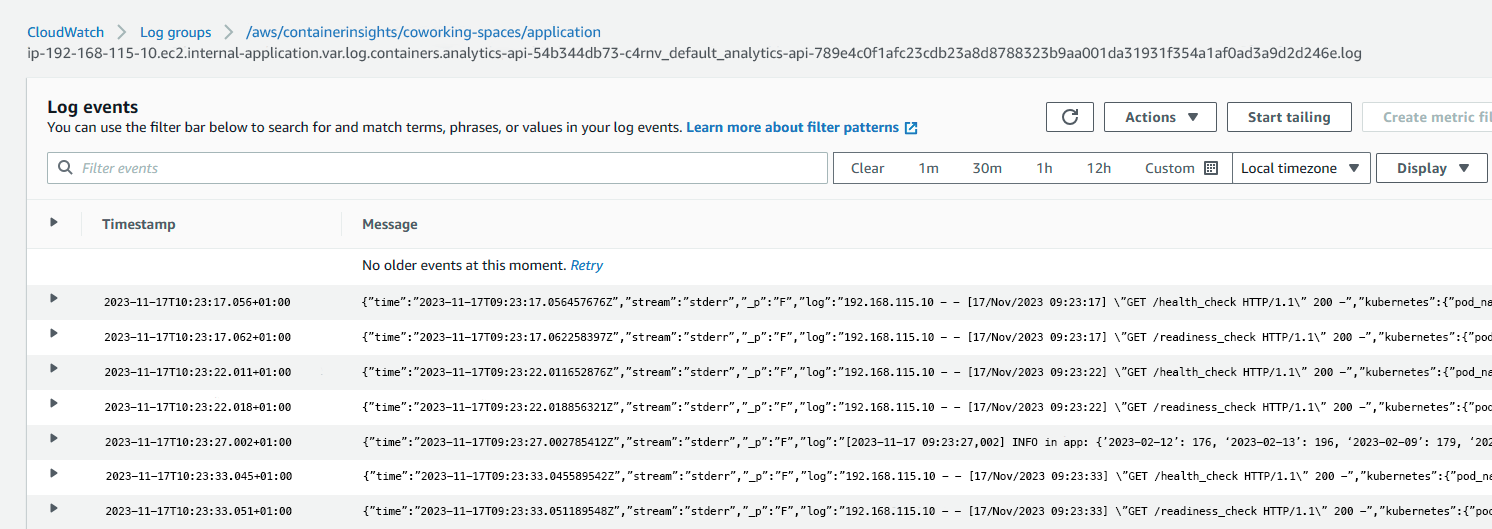 CloudWatch > Log groups > /aws/containerinsights/coworking-spaces/application
ip-192-168-115-10.ec2.internal-application.var.log.containers.analytics-api-54b344db73-c4rnv_default_analytics-api-789e4c0f1afc23cdb23a8d8788323b9aa001da31931f354a1af0ad3a9d2d246e.log
Log events
You can use the filter bar below to search for and match terms, phrases, or values in your log events. Learn more about filter patterns
Actions Start tailing Create metric fil
Filter events Clear 1m 30m 1h 12h Custom Local timezone Display
Timestamp Message
No older events at this moment. Retry
2023-11-17T10:23:17.056+01:00 {"time":"2023-11-17T09:23:17.056457676Z","stream":"stderr","_p":"F","log":"192.168.115.10 - - [17/Nov/2023 09:23:17] \"GET /health_check HTTP/1.1\" 200 -","kubernetes":{"pod_na
2023-11-17T10:23:17.062+01:00 {"time":"2023-11-17T09:23:17.062258397Z","stream":"stderr","_p":"F","log":"192.168.115.10 - - [17/Nov/2023 09:23:17] \"GET /readiness_check HTTP/1.1\" 200 -","kubernetes":{"pod
2023-11-17T10:23:22.011+01:00 {"time":"2023-11-17T09:23:22.011652876Z","stream":"stderr","_p":"F","log":"192.168.115.10 - - [17/Nov/2023 09:23:22] \"GET /health_check HTTP/1.1\" 200 -","kubernetes":{"pod_na
2023-11-17T10:23:22.018+01:00 {"time":"2023-11-17T09:23:22.018856321Z","stream":"stderr","_p":"F","log":"192.168.115.10 - - [17/Nov/2023 09:23:22] \"GET /readiness_check HTTP/1.1\" 200 -","kubernetes":{"pod
2023-11-17T10:23:27.002+01:00 {"time":"2023-11-17T09:23:27.002785412Z","stream":"stderr","_p":"F","log":"[2023-11-17 09:23:27,002] INFO in app: {'2023-02-12': 176, '2023-02-13': 196, '2023-02-09': 179, '202
2023-11-17T10:23:33.045+01:00 {"time":"2023-11-17T09:23:33.045589542Z","stream":"stderr","_p":"F","log":"192.168.115.10 - - [17/Nov/2023 09:23:33] \"GET /health_check HTTP/1.1\" 200 -","kubernetes":{"pod_na
2023-11-17T10:23:33.051+01:00 {"time":"2023-11-17T09:23:33.051189548Z","stream":"stderr","_p":"F","log":"192.168.115.10 - - [17/Nov/2023 09:23:33] \"GET /readiness_check HTTP/1.1\" 200 -","kubernetes":{"pod